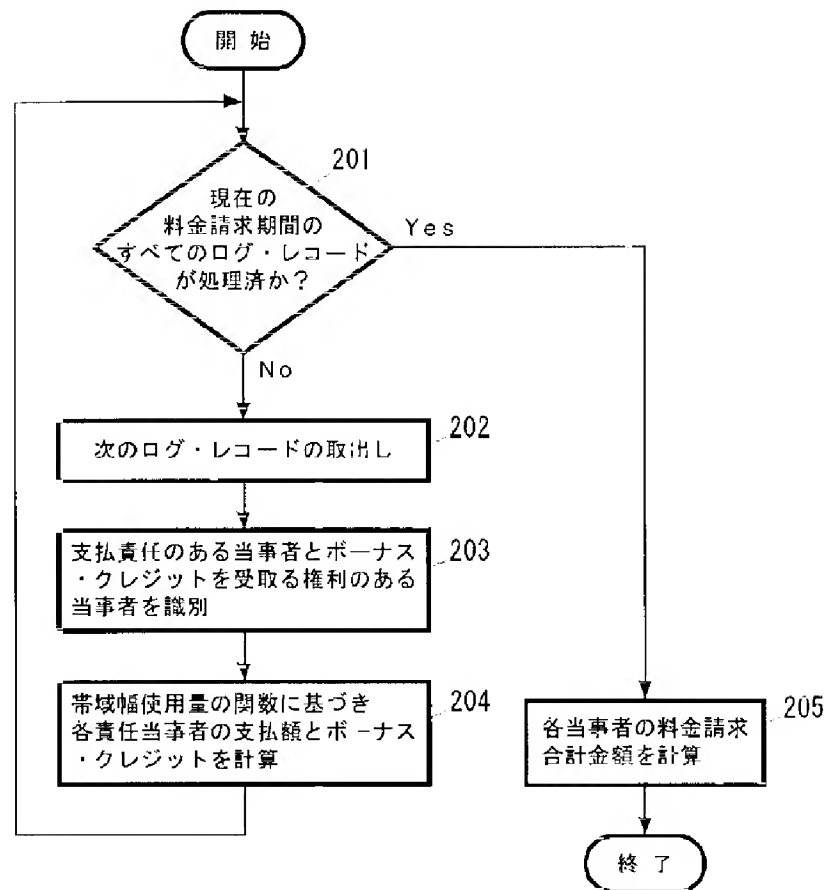 開始
201
現在の
料金請求期間の
すべてのログ・レコード
が処理済か?
Yes
No
次のログ・レコードの取出し
202
支払責任のある当事者とボーナス
・クレジットを受取る権利のある
当事者を識別
203
帯域幅使用量の関数に基づき
各責任当事者の支払額とボーナス
・クレジットを計算
204
各当事者の料金請求
合計金額を計算
205
終了